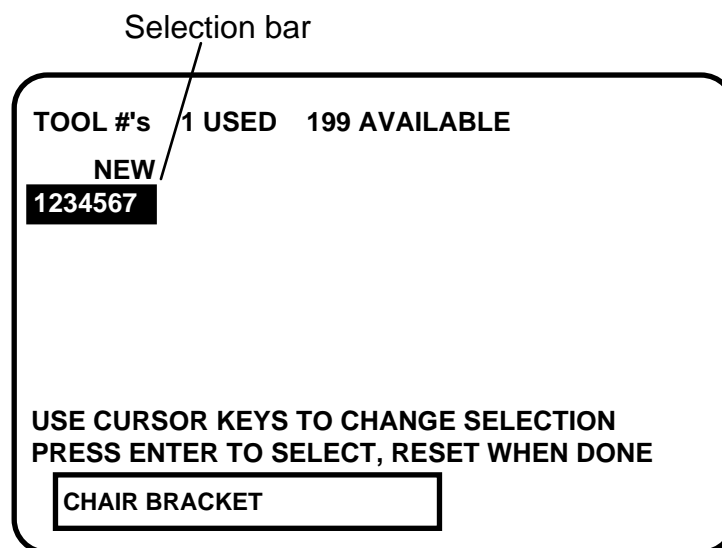 Selection bar
TOOL #'s 1 USED 199 AVAILABLE
NEW
1234567
USE CURSOR KEYS TO CHANGE SELECTION
PRESS ENTER TO SELECT, RESET WHEN DONE
CHAIR BRACKET